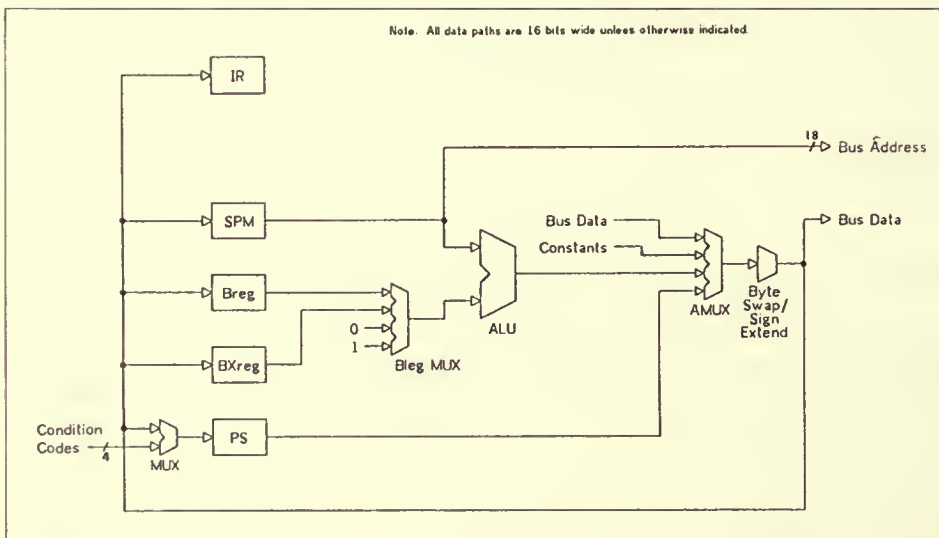 Note. All data paths are 16 bits wide unless otherwise indicated.
IR
18
Bus Address
SPM
Bus Data
Bus Data
Constants
Breg
0
1
ALU
AMUX
Byte
Swap/
Sign
Extend
BXreg
Bleg MUX
Condition
Codes
4
MUX
PS